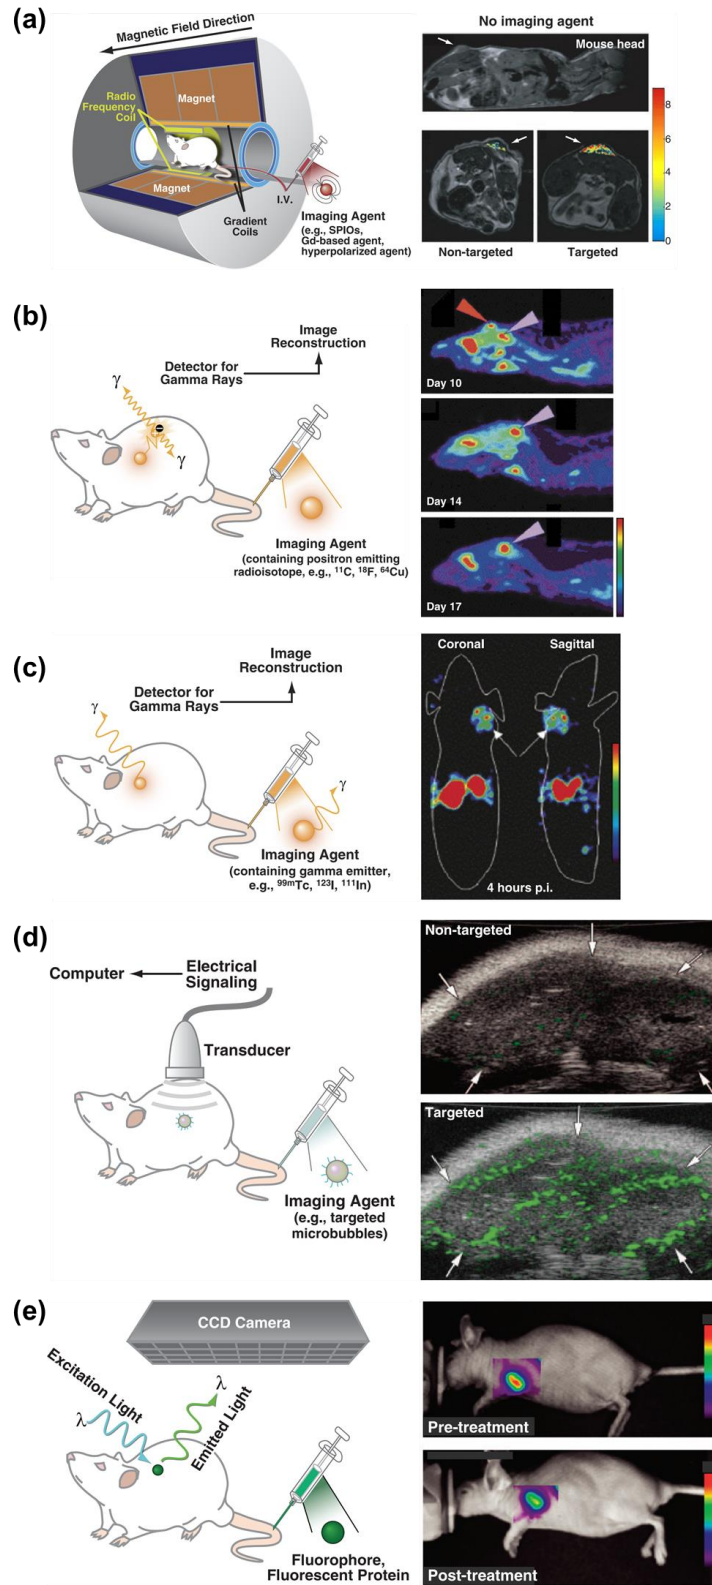 (a)
Magnetic Field Direction
Radio
Frequency
Coil
Magnet
Magnet
I.V.
Gradient
Coils
Imaging Agent
(e.g., SPIOs,
Gd-based agent,
hyperpolarized agent)
No imaging agent
Mouse head
8
6
4
2
0
Non-targeted
Targeted
(b)
Image
Reconstruction
Detector for
Gamma Rays
γ
γ
Imaging Agent
(containing positron emitting
radioisotope, e.g., ¹¹C, ¹⁸F, ⁶⁴Cu)
Day 10
Day 14
Day 17
(c)
Image
Reconstruction
Detector for
Gamma Rays
γ
γ
Imaging Agent
(containing gamma emitter,
e.g., ⁹⁹ᵐTc, ¹²³I, ¹¹¹In)
Coronal
Sagittal
4 hours p.i.
(d)
Computer
Electrical
Signaling
Transducer
Imaging Agent
(e.g., targeted
microbubbles)
Non-targeted
Targeted
(e)
CCD Camera
Excitation Light
λ
λ
Emitted Light
Fluorophore,
Fluorescent Protein
Pre-treatment
Post-treatment